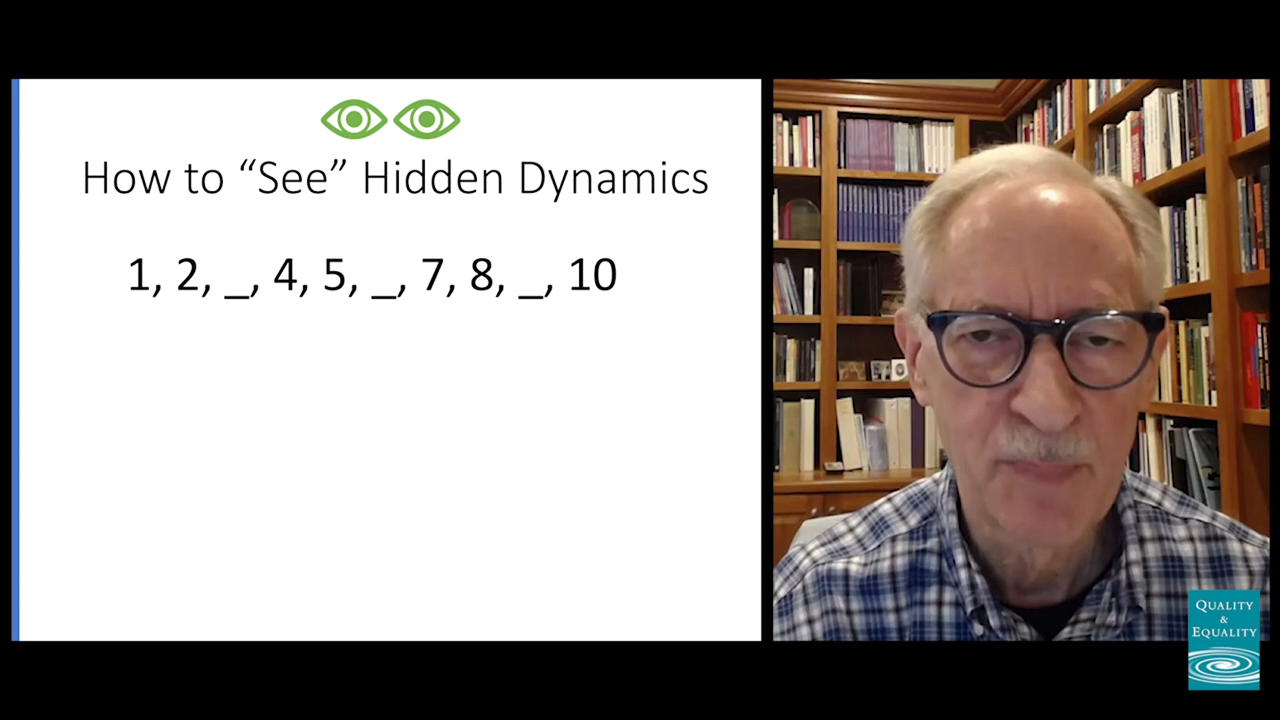 How to “See” Hidden Dynamics
1, 2, _, 4, 5, _, 7, 8, _, 10
QUALITY
&
EQUALITY